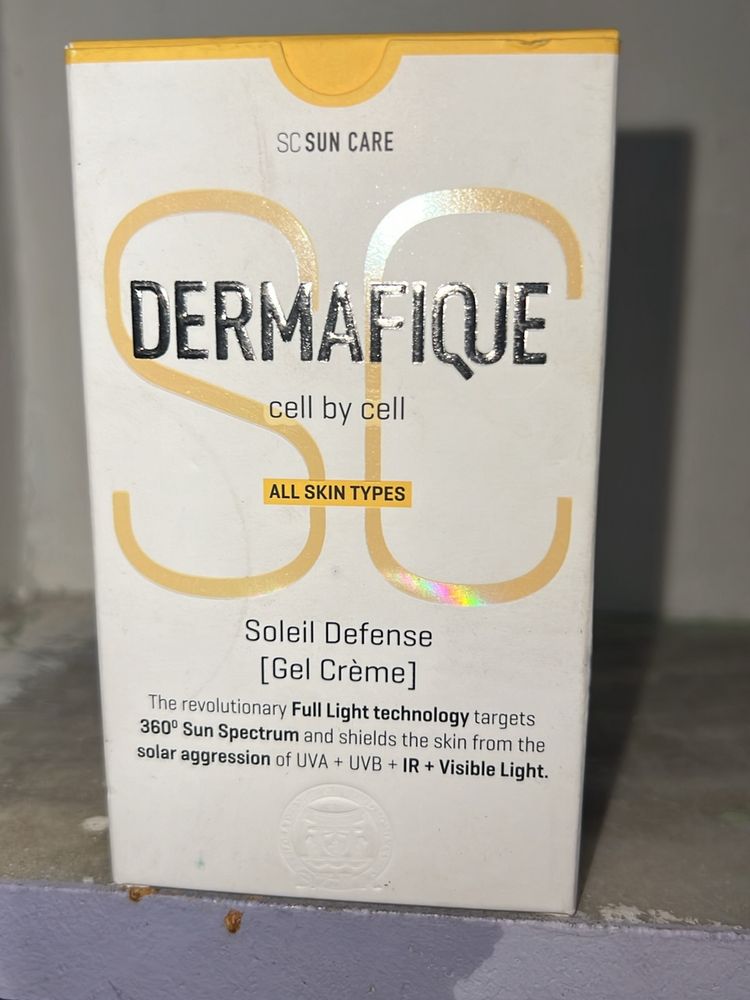 SC SUN CARE
SC
DERMAFIQUE
cell by cell
ALL SKIN TYPES
Soleil Defense
[Gel Crème]
The revolutionary Full Light technology targets
360⁰ Sun Spectrum and shields the skin from the
solar aggression of UVA + UVB + IR + Visible Light.